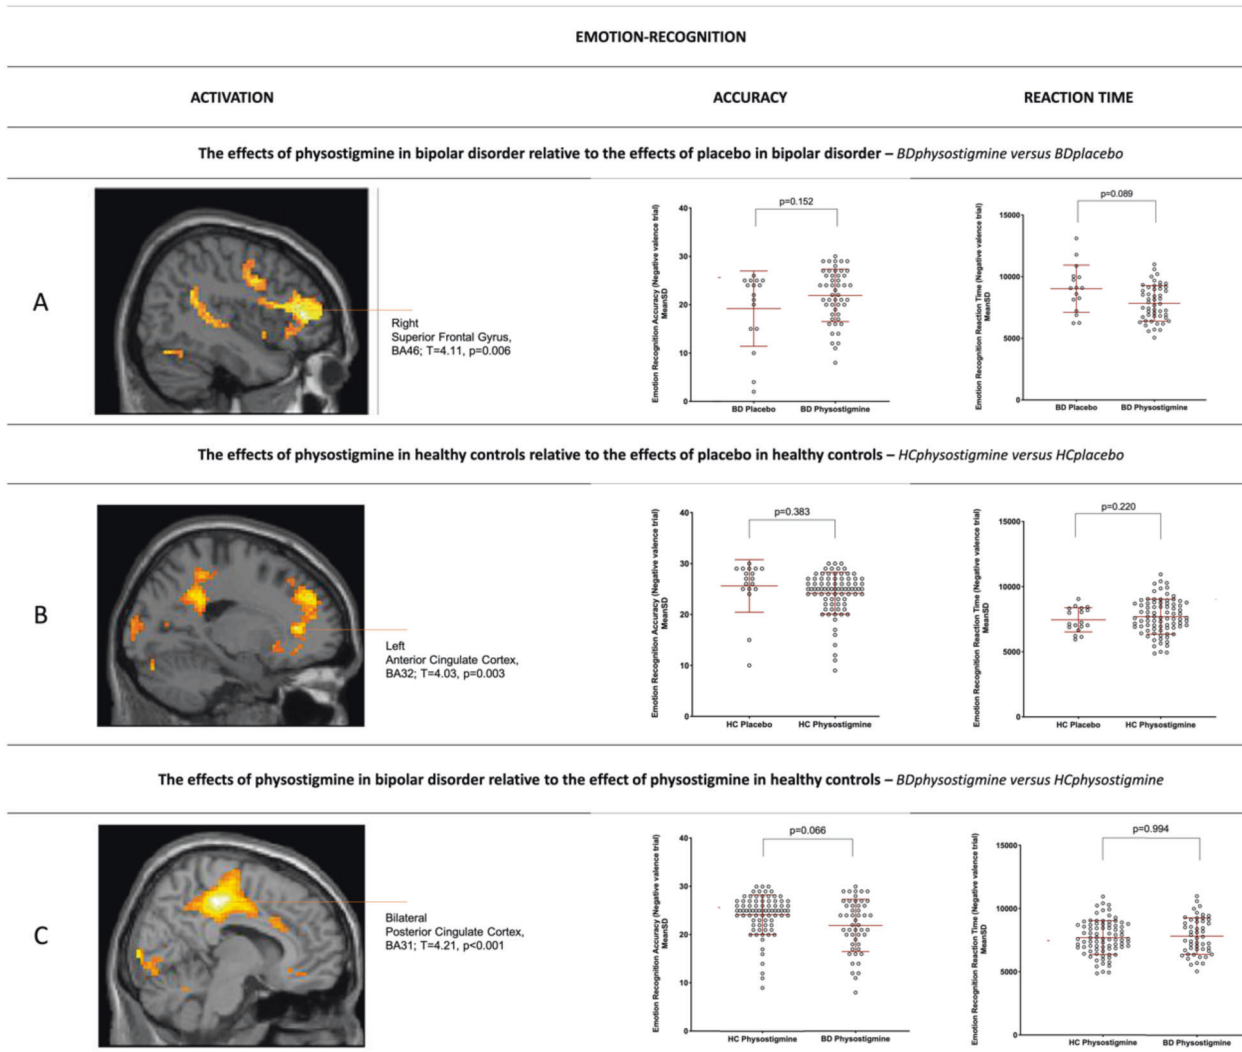 EMOTION-RECOGNITION
ACTIVATION
ACCURACY
REACTION TIME
The effects of physostigmine in bipolar disorder relative to the effects of placebo in bipolar disorder – BDphysostigmine versus BDplacebo
A
Right
Superior Frontal Gyrus,
BA46; T=4.11, p=0.006
Emotion Recognition Accuracy (Negative valence trial)
MeanSD
40
30
20
10
0
p=0.152
BD Placebo
BD Physostigmine
Emotion Recognition Reaction Time (Negative valence trial)
MeanSD
15000
10000
5000
0
p=0.089
BD Placebo
BD Physostigmine
The effects of physostigmine in healthy controls relative to the effects of placebo in healthy controls – HCphysostigmine versus HCplacebo
B
Left
Anterior Cingulate Cortex,
BA32; T=4.03, p=0.003
Emotion Recognition Accuracy (Negative valence trial)
MeanSD
40
30
20
10
0
p=0.383
HC Placebo
HC Physostigmine
Emotion Recognition Reaction Time (Negative valence trial)
MeanSD
15000
10000
5000
0
p=0.220
HC Placebo
HC Physostigmine
The effects of physostigmine in bipolar disorder relative to the effect of physostigmine in healthy controls – BDphysostigmine versus HCphysostigmine
C
Bilateral
Posterior Cingulate Cortex,
BA31; T=4.21, p<0.001
Emotion Recognition Accuracy (Negative valence trial)
MeanSD
40
30
20
10
0
p=0.066
HC Physostigmine
BD Physostigmine
Emotion Recognition Reaction Time (Negative valence trial)
MeanSD
15000
10000
5000
0
p=0.994
HC Physostigmine
BD Physostigmine